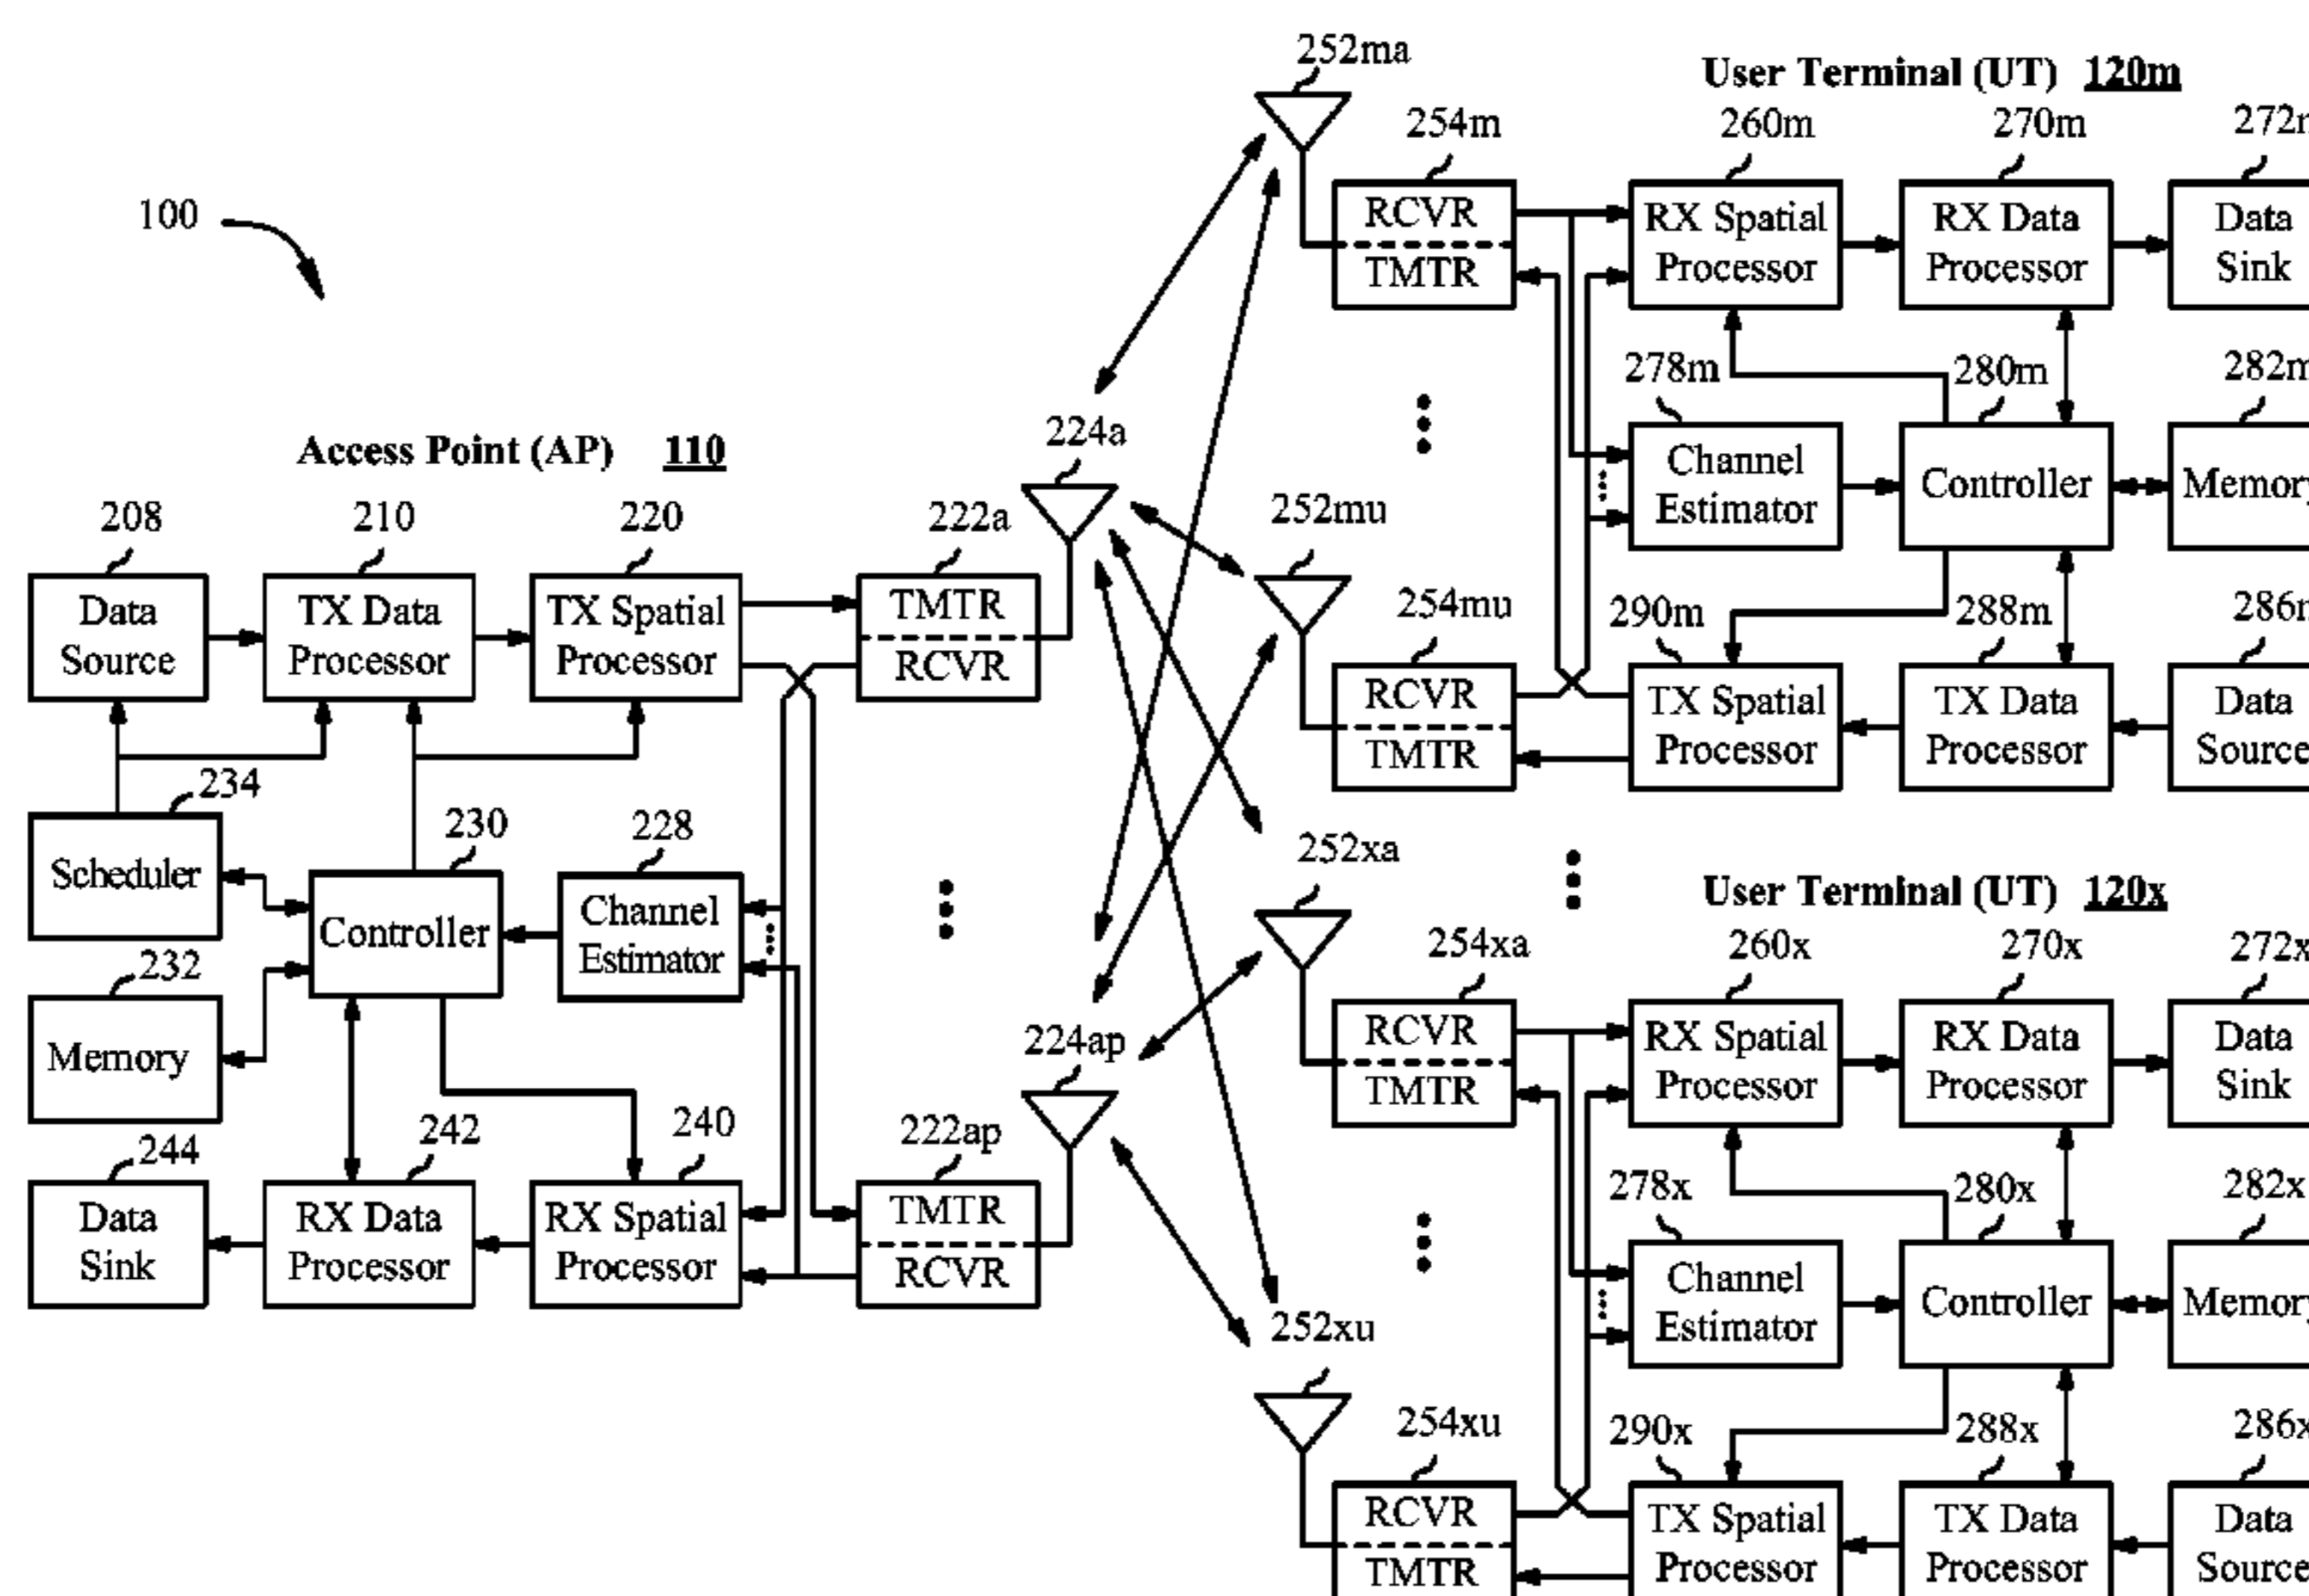 252ma
User Terminal (UT) 120m
254m
260m
270m
272m
100
RCVR
TMTR
RX Spatial
Processor
RX Data
Processor
Data
Sink
278m
280m
282m
Channel
Estimator
Controller
Memory
224a
252mu
254mu
290m
288m
286m
RCVR
TMTR
TX Spatial
Processor
TX Data
Processor
Data
Source
Access Point (AP) 110
208
210
220
222a
Data
Source
TX Data
Processor
TX Spatial
Processor
TMTR
RCVR
234
230
228
Scheduler
Controller
Channel
Estimator
232
Memory
224ap
244
242
240
222ap
Data
Sink
RX Data
Processor
RX Spatial
Processor
TMTR
RCVR
252xa
User Terminal (UT) 120x
254xa
260x
270x
272x
RCVR
TMTR
RX Spatial
Processor
RX Data
Processor
Data
Sink
278x
280x
282x
Channel
Estimator
Controller
Memory
252xu
254xu
290x
288x
286x
RCVR
TMTR
TX Spatial
Processor
TX Data
Processor
Data
Source